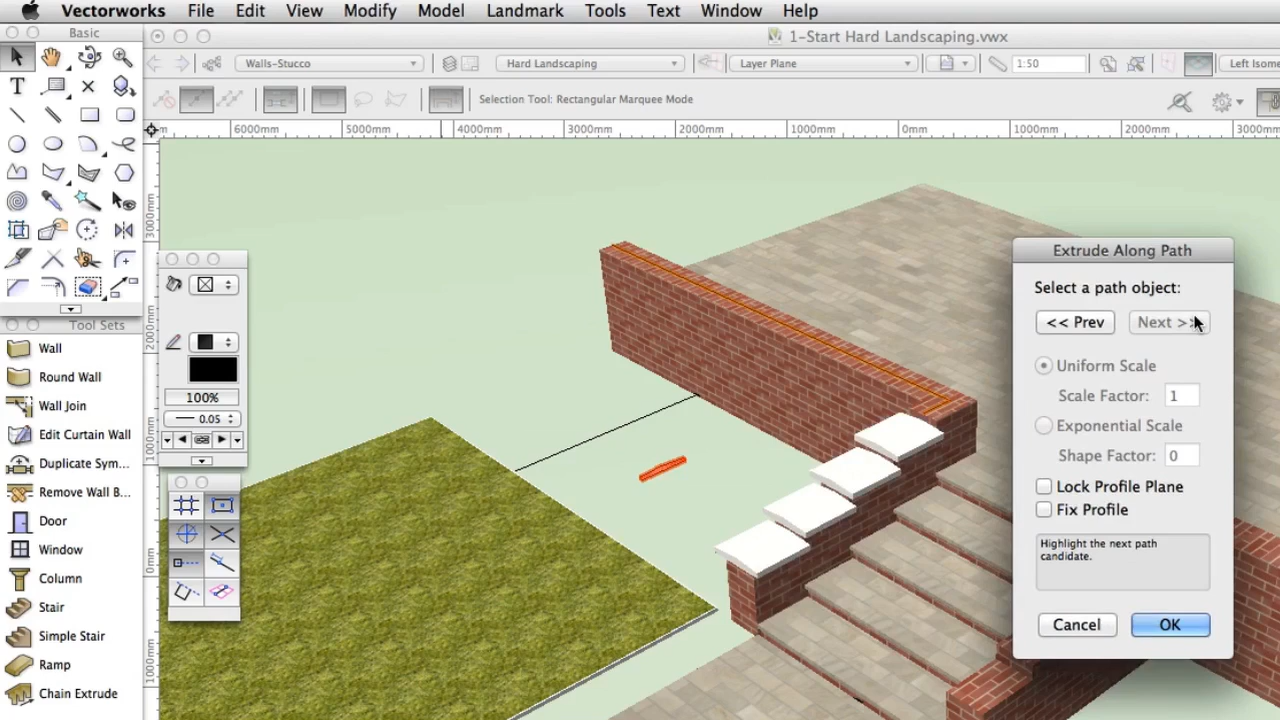 Vectorworks File Edit View Modify Model Landmark Tools Text Window Help
Basic
1-Start Hard Landscaping.vwx
Walls-Stucco Hard Landscaping Layer Plane 1:50 Left Isome
Selection Tool: Rectangular Marquee Mode
m 6000mm 5000mm 4000mm 3000mm 2000mm 1000mm 0mm 1000mm 2000mm 3000mm
3000mm
2000mm
1000mm
0mm
1000mm
100%
0.05
Tool Sets
Wall
Round Wall
Wall Join
Edit Curtain Wall
Duplicate Sym...
Remove Wall B...
Door
Window
Column
Stair
Simple Stair
Ramp
Chain Extrude
Extrude Along Path
Select a path object:
<< Prev Next >>
Uniform Scale
Scale Factor: 1
Exponential Scale
Shape Factor: 0
Lock Profile Plane
Fix Profile
Highlight the next path
candidate.
Cancel OK